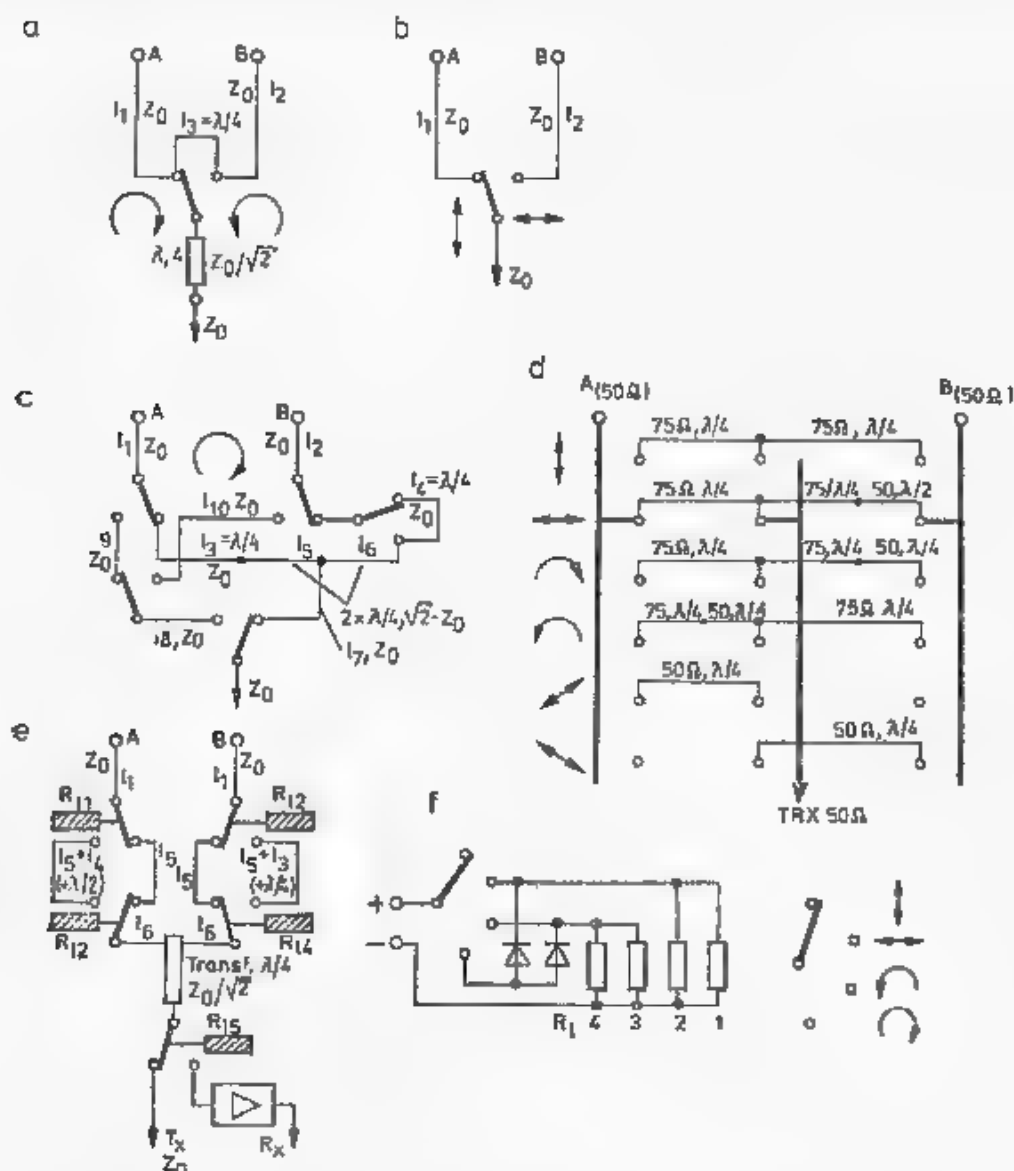 a
A
B
l₁
Z₀
Z₀
l₂
l₃=λ/4
λ,4
Z₀/√2
Z₀
b
A
B
l₁
Z₀
Z₀
l₂
Z₀
c
A
B
l₁
Z₀
Z₀
l₂
l₄=λ/4
Z₀
l₁₀ Z₀
9
Z₀
l₃=λ/4
Z₀
l₅
l₆
2×λ/4,√2·Z₀
l₇, Z₀
,8, Z₀
Z₀
d
A(50Ω)
B(50Ω)
75Ω,λ/4
75Ω, λ/4
75Ω λ/4
75/λ/4 50,λ/2
75Ω,λ/4
75,λ/4 50,λ/4
75,λ/4,50,λ/4
75Ω λ/4
50Ω,λ/4
50Ω,λ/4
TRX 50Ω
e
A
B
Z₀
l₁
l₁
Z₀
R₁₁
R₁₂
l₅+l₄
(+λ/2)
l₅
l₅
l₅+l₃
(+λ/4)
R₁₂
l₆
l₆
R₁₄
Transf, λ/4
Z₀/√2
R₁₅
Tx
Z₀
Rx
f
+
−
R₁ 4 3 2 1